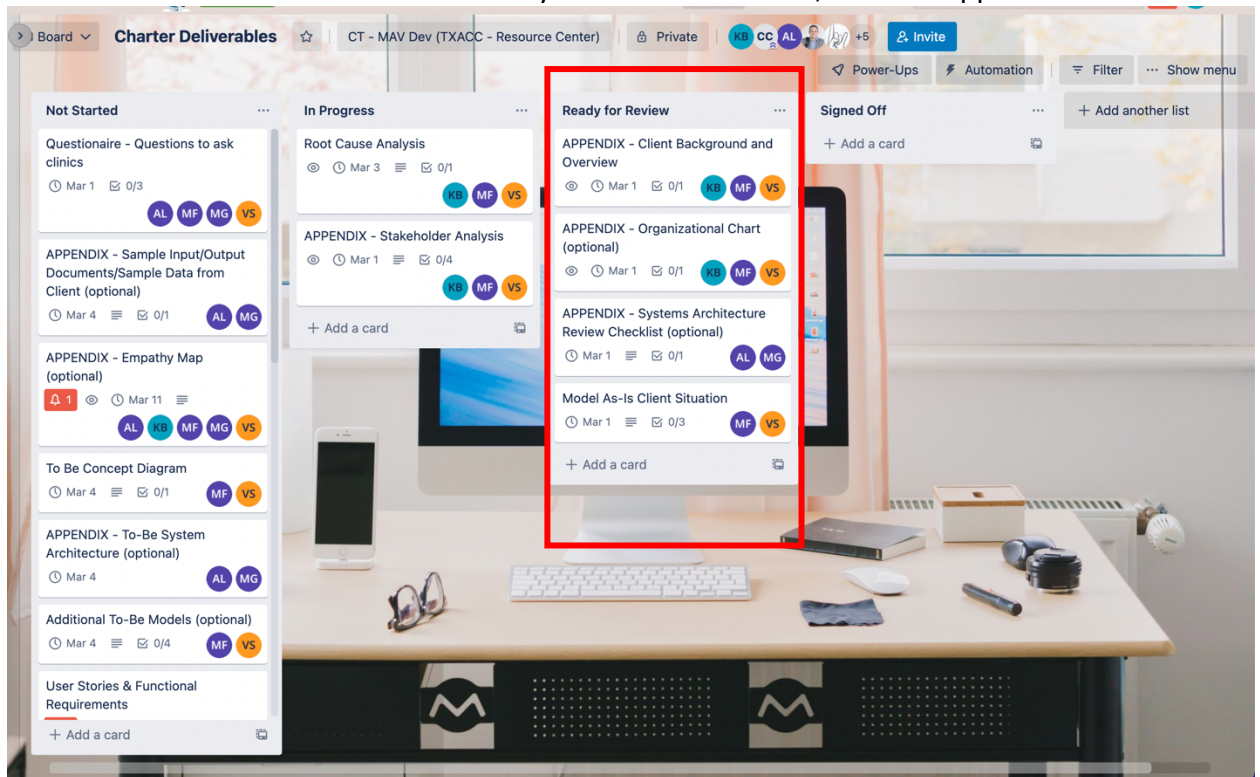 Board
Charter Deliverables
CT - MAV Dev (TXACC - Resource Center)
Private
KB CC AL +5
Invite
Power-Ups
Automation
Filter
··· Show menu
Not Started ···
Questionaire - Questions to ask
clinics
Mar 1 0/3
AL MF MG VS
APPENDIX - Sample Input/Output
Documents/Sample Data from
Client (optional)
Mar 4 0/1 AL MG
APPENDIX - Empathy Map
(optional)
1 Mar 11
AL KB MF MG VS
To Be Concept Diagram
Mar 4 0/1 MF VS
APPENDIX - To-Be System
Architecture (optional)
Mar 4 AL MG
Additional To-Be Models (optional)
Mar 4 0/4 MF VS
User Stories & Functional
Requirements
+ Add a card
In Progress ···
Root Cause Analysis
Mar 3 0/1
KB MF VS
APPENDIX - Stakeholder Analysis
Mar 1 0/4
KB MF VS
+ Add a card
Ready for Review ···
APPENDIX - Client Background and
Overview
Mar 1 0/1 KB MF VS
APPENDIX - Organizational Chart
(optional)
Mar 1 0/1 KB MF VS
APPENDIX - Systems Architecture
Review Checklist (optional)
Mar 1 0/1 AL MG
Model As-Is Client Situation
Mar 1 0/3 MF VS
+ Add a card
Signed Off ···
+ Add a card
+ Add another list